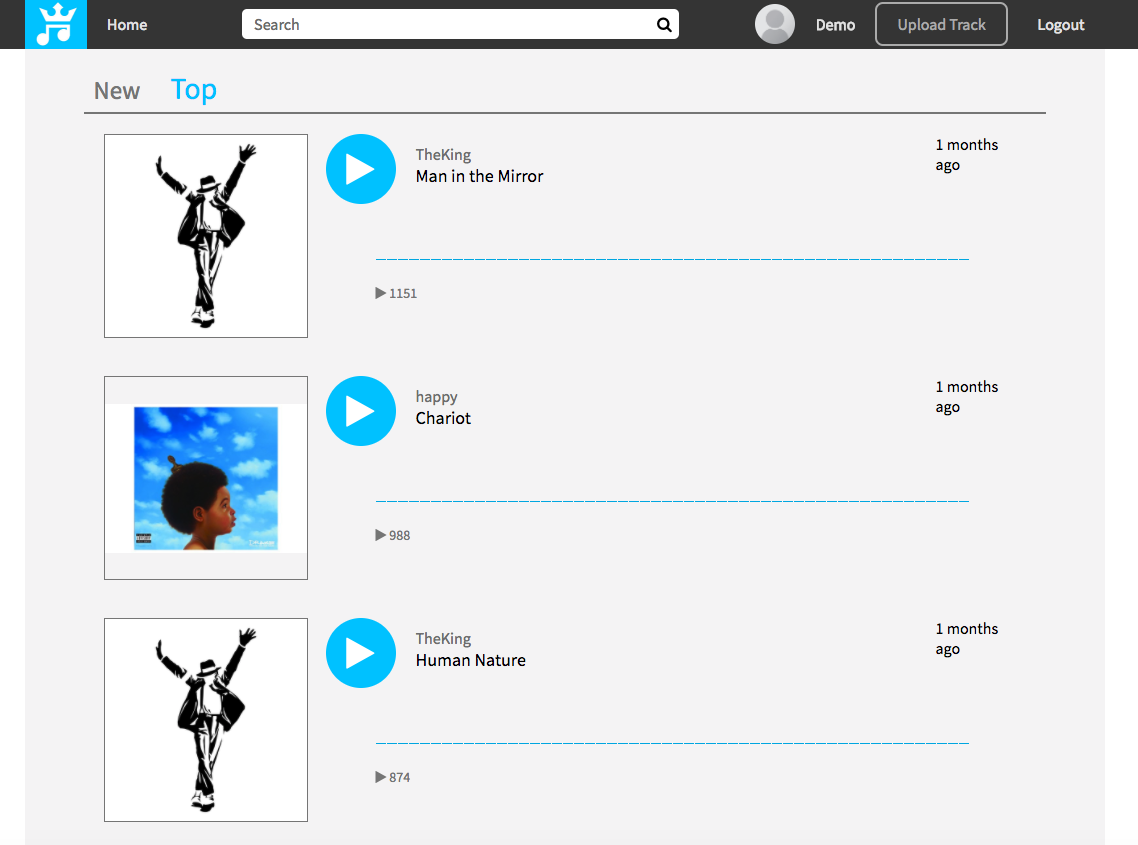 Home
Search
Demo
Upload Track
Logout
New
Top
TheKing
Man in the Mirror
1 months
ago
1151
happy
Chariot
1 months
ago
988
TheKing
Human Nature
1 months
ago
874